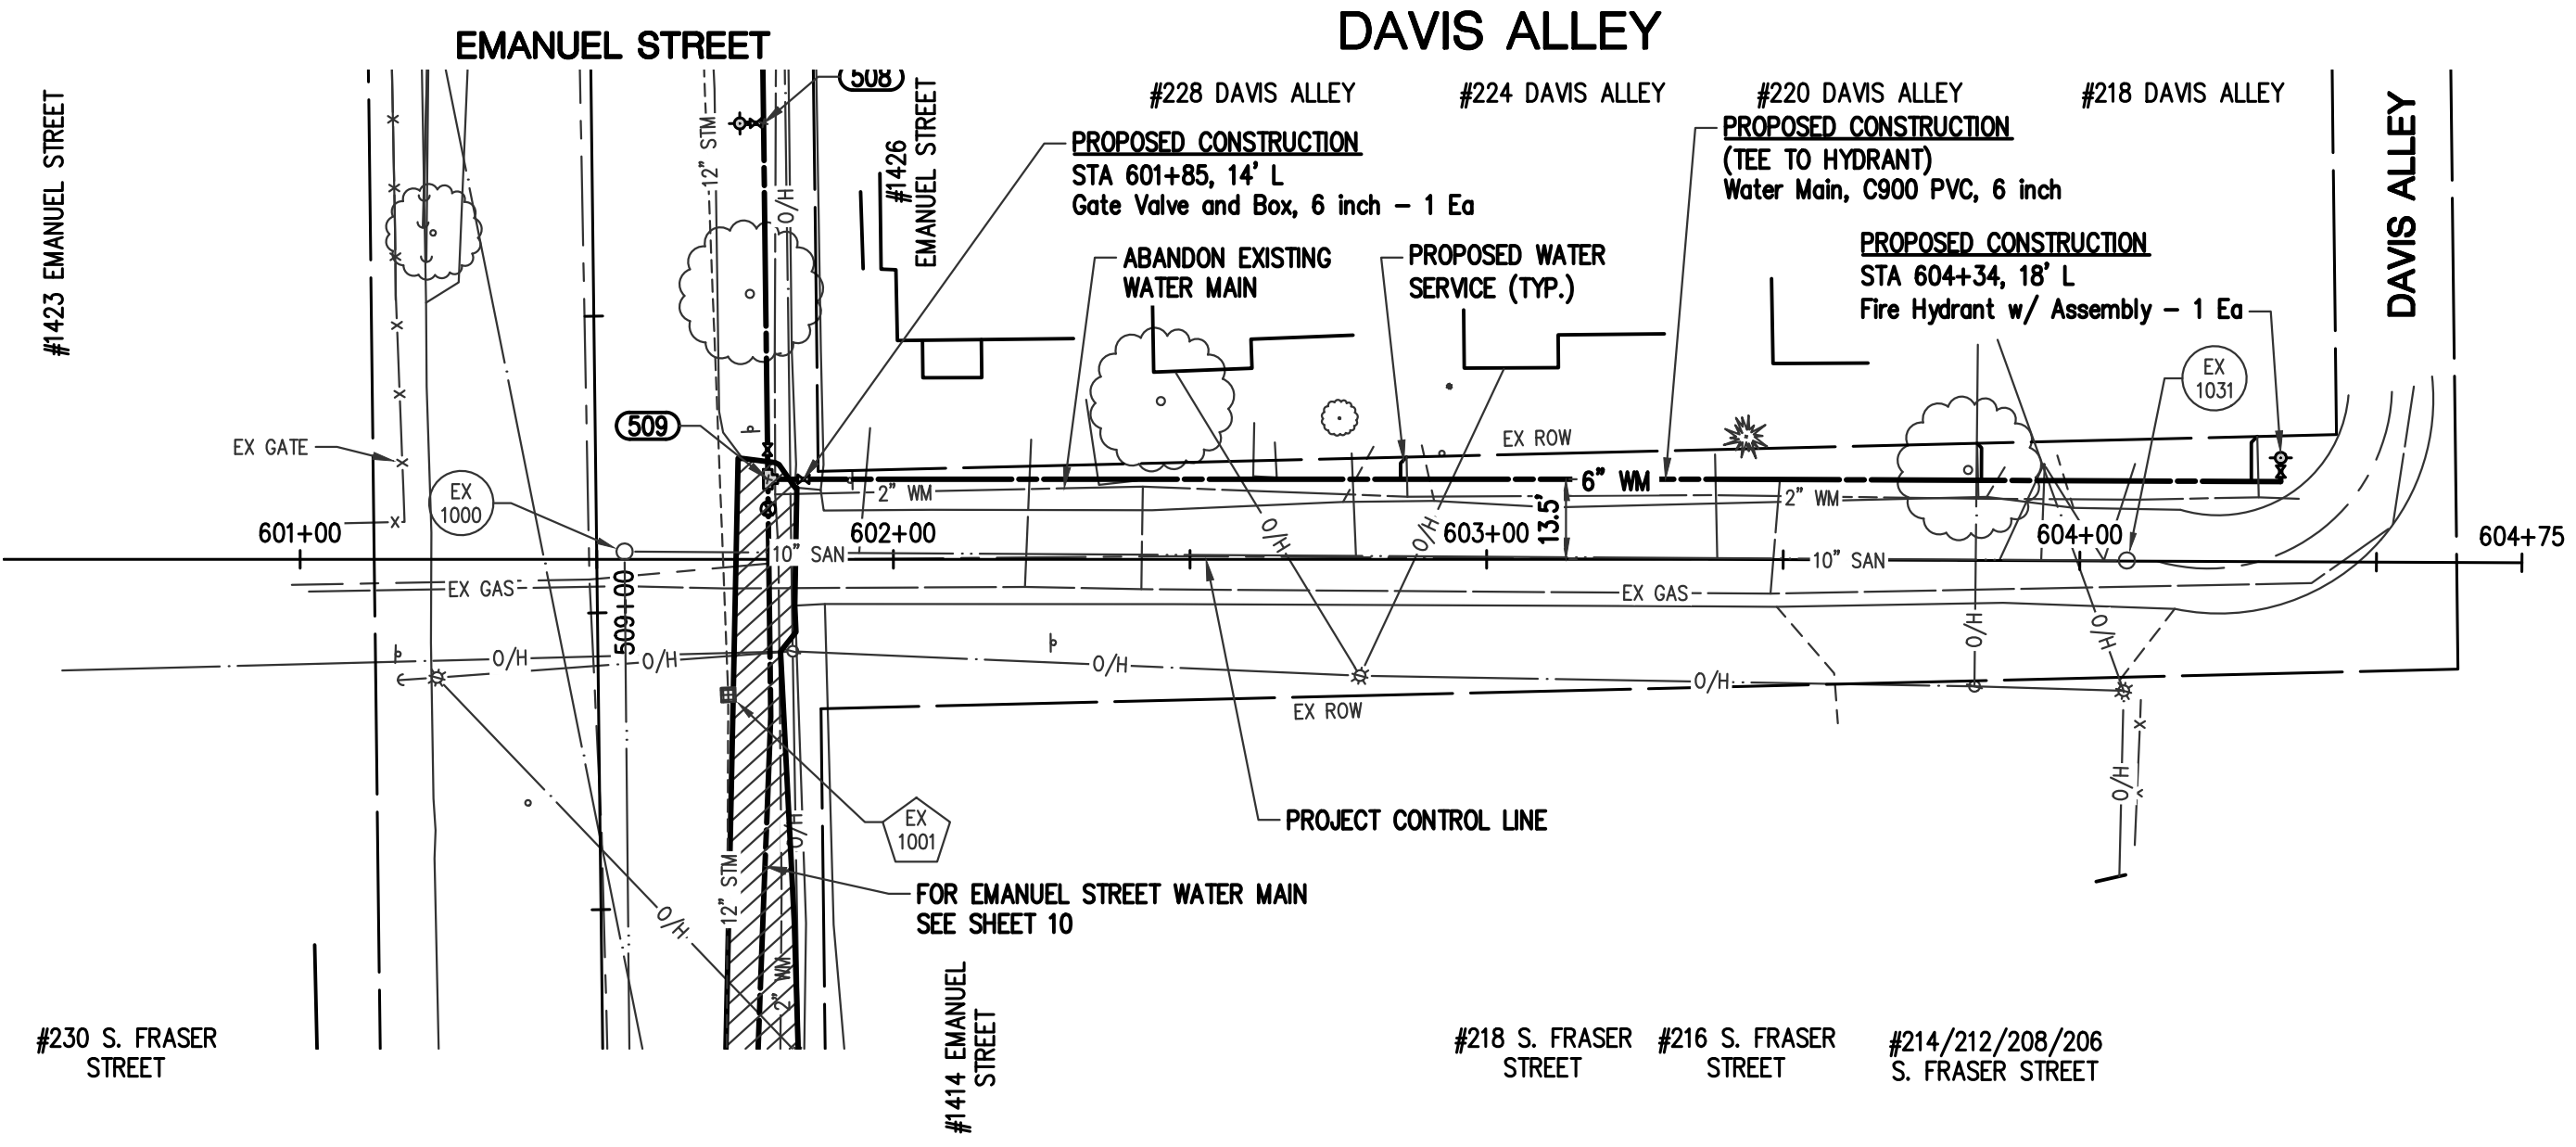 EMANUEL STREET
DAVIS ALLEY
#1423 EMANUEL STREET
508
#1426
EMANUEL STREET
12" STM
O/H
#228 DAVIS ALLEY
#224 DAVIS ALLEY
#220 DAVIS ALLEY
#218 DAVIS ALLEY
DAVIS ALLEY
PROPOSED CONSTRUCTION
STA 601+85, 14' L
Gate Valve and Box, 6 inch - 1 Ea
PROPOSED CONSTRUCTION
(TEE TO HYDRANT)
Water Main, C900 PVC, 6 inch
ABANDON EXISTING
WATER MAIN
PROPOSED WATER
SERVICE (TYP.)
PROPOSED CONSTRUCTION
STA 604+34, 18' L
Fire Hydrant w/ Assembly - 1 Ea
EX
1031
509
EX GATE
EX
1000
EX ROW
2" WM
6" WM
2" WM
13.5'
601+00
602+00
603+00
604+00
604+75
O/H
O/H
10" SAN
10" SAN
EX GAS
EX GAS
509+00
O/H
O/H
O/H
O/H
O/H
O/H
EX ROW
O/H
O/H
EX
1001
PROJECT CONTROL LINE
12" STM
O/H
FOR EMANUEL STREET WATER MAIN
SEE SHEET 10
2" WM
#230 S. FRASER
STREET
#1414 EMANUEL
STREET
#218 S. FRASER
STREET
#216 S. FRASER
STREET
#214/212/208/206
S. FRASER STREET